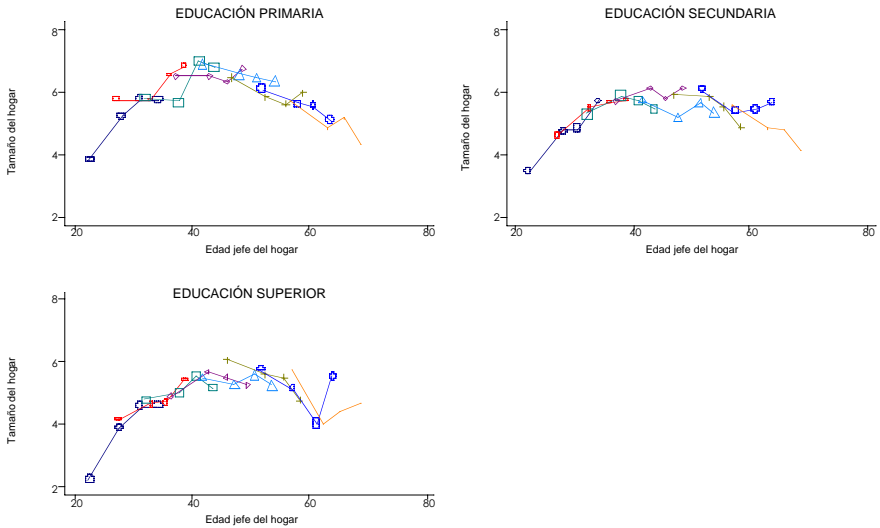 EDUCACIÓN PRIMARIA
8
6
4
2
20 40 60 80
Tamaño del hogar
Edad jefe del hogar
EDUCACIÓN SECUNDARIA
8
6
4
2
20 40 60 80
Tamaño del hogar
Edad jefe del hogar
EDUCACIÓN SUPERIOR
8
6
4
2
20 40 60 80
Tamaño del hogar
Edad jefe del hogar